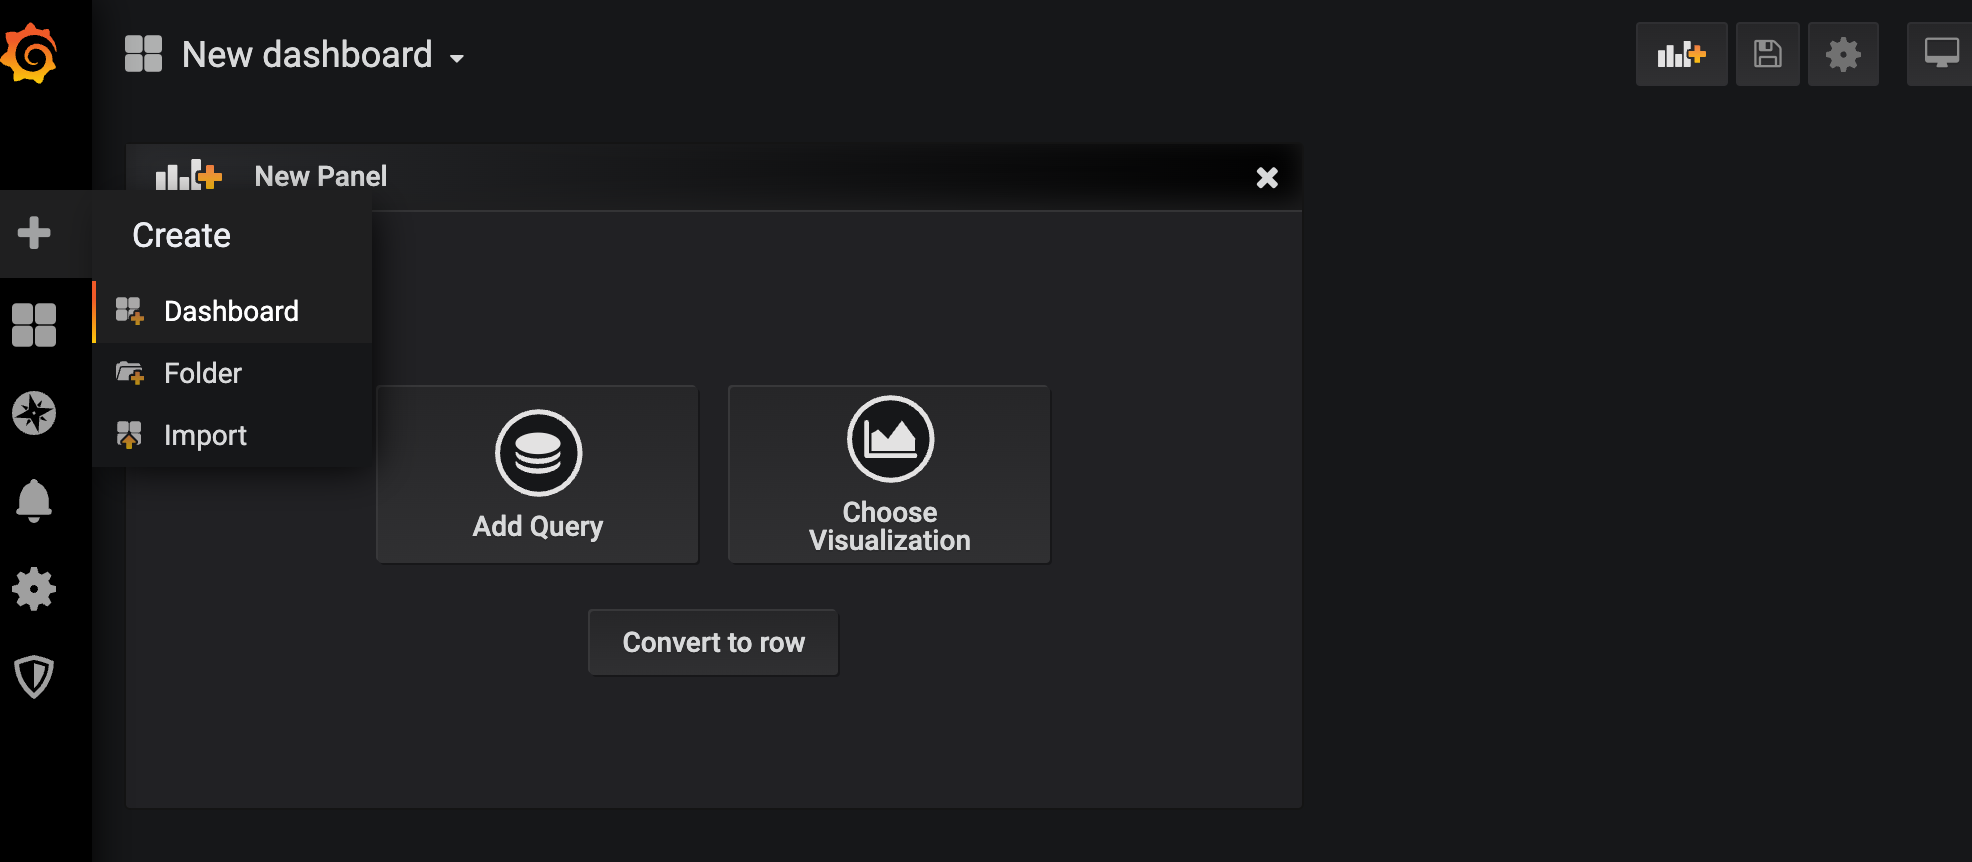 New dashboard
New Panel
Create
Dashboard
Folder
Import
Add Query
Choose
Visualization
Convert to row